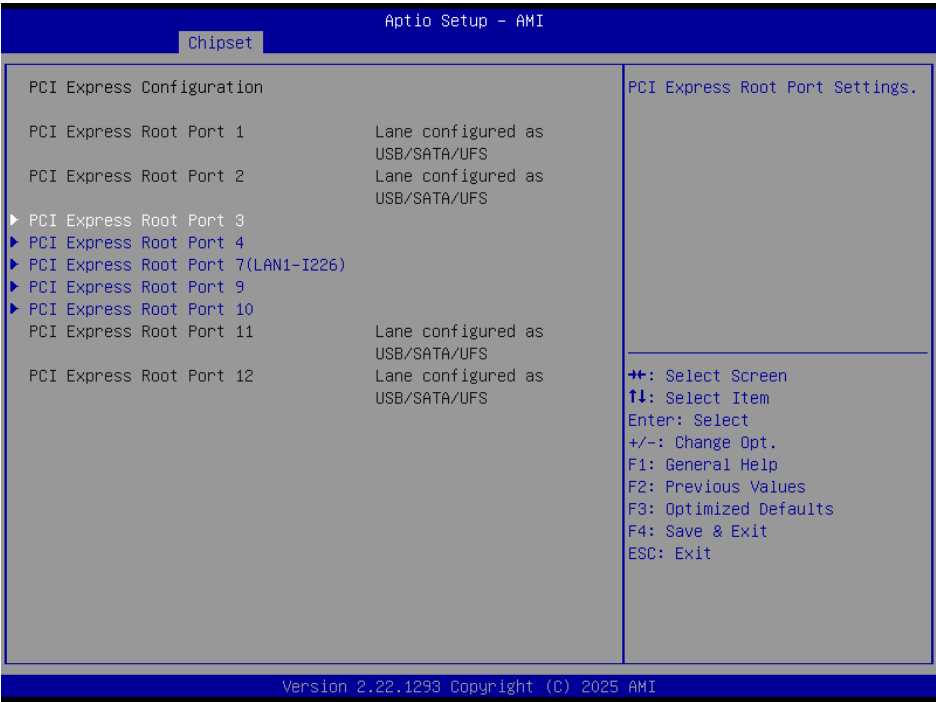 Aptio Setup - AMI
Chipset
PCI Express Configuration
PCI Express Root Port 1 Lane configured as
USB/SATA/UFS
PCI Express Root Port 2 Lane configured as
USB/SATA/UFS
PCI Express Root Port 3
PCI Express Root Port 4
PCI Express Root Port 7(LAN1-I226)
PCI Express Root Port 9
PCI Express Root Port 10
PCI Express Root Port 11 Lane configured as
USB/SATA/UFS
PCI Express Root Port 12 Lane configured as
USB/SATA/UFS
PCI Express Root Port Settings.
→←: Select Screen
↑↓: Select Item
Enter: Select
+/-: Change Opt.
F1: General Help
F2: Previous Values
F3: Optimized Defaults
F4: Save & Exit
ESC: Exit
Version 2.22.1293 Copyright (C) 2025 AMI